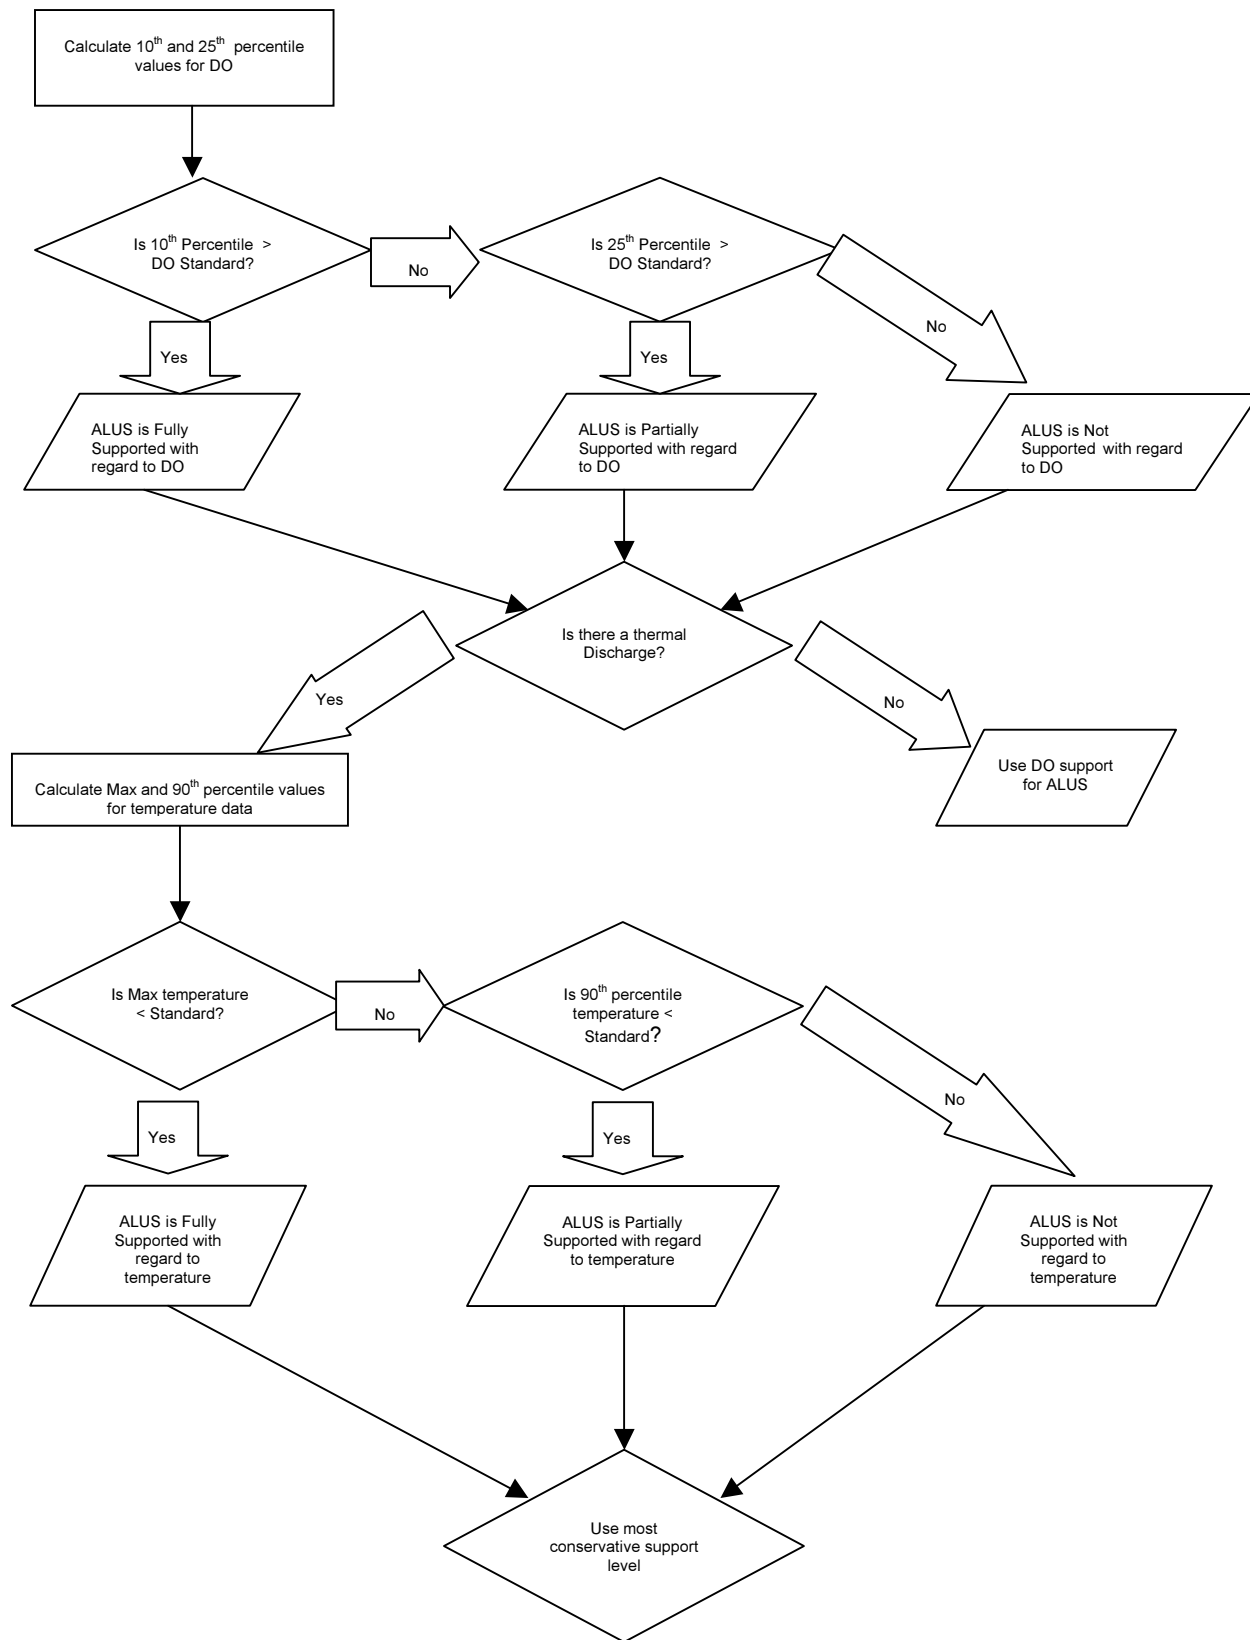 Calculate 10th and 25th percentile
values for DO
Is 10th Percentile >
DO Standard?
No
Is 25th Percentile >
DO Standard?
No
Yes
Yes
ALUS is Fully
Supported with
regard to DO
ALUS is Partially
Supported with regard
to DO
ALUS is Not
Supported with regard
to DO
Is there a thermal
Discharge?
Yes
No
Use DO support
for ALUS
Calculate Max and 90th percentile values
for temperature data
Is Max temperature
< Standard?
No
Is 90th percentile
temperature <
Standard?
No
Yes
Yes
ALUS is Fully
Supported with
regard to
temperature
ALUS is Partially
Supported with regard
to temperature
ALUS is Not
Supported with
regard to
temperature
Use most
conservative support
level